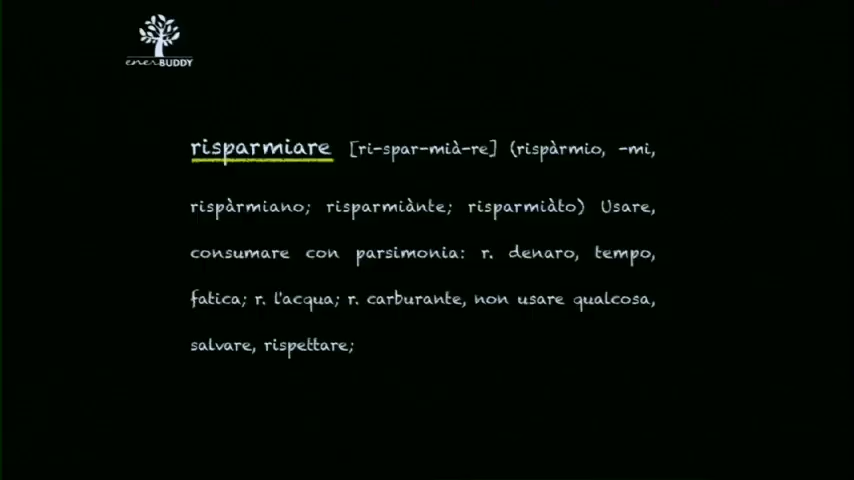 enerBUDDY
risparmiare [ri-spar-mià-re] (rispàrmio, -mi,
rispàrmiano; risparmiànte; risparmiàto) Usare,
consumare con parsimonia: r. denaro, tempo,
fatica; r. l'acqua; r. carburante, non usare qualcosa,
salvare, rispettare;